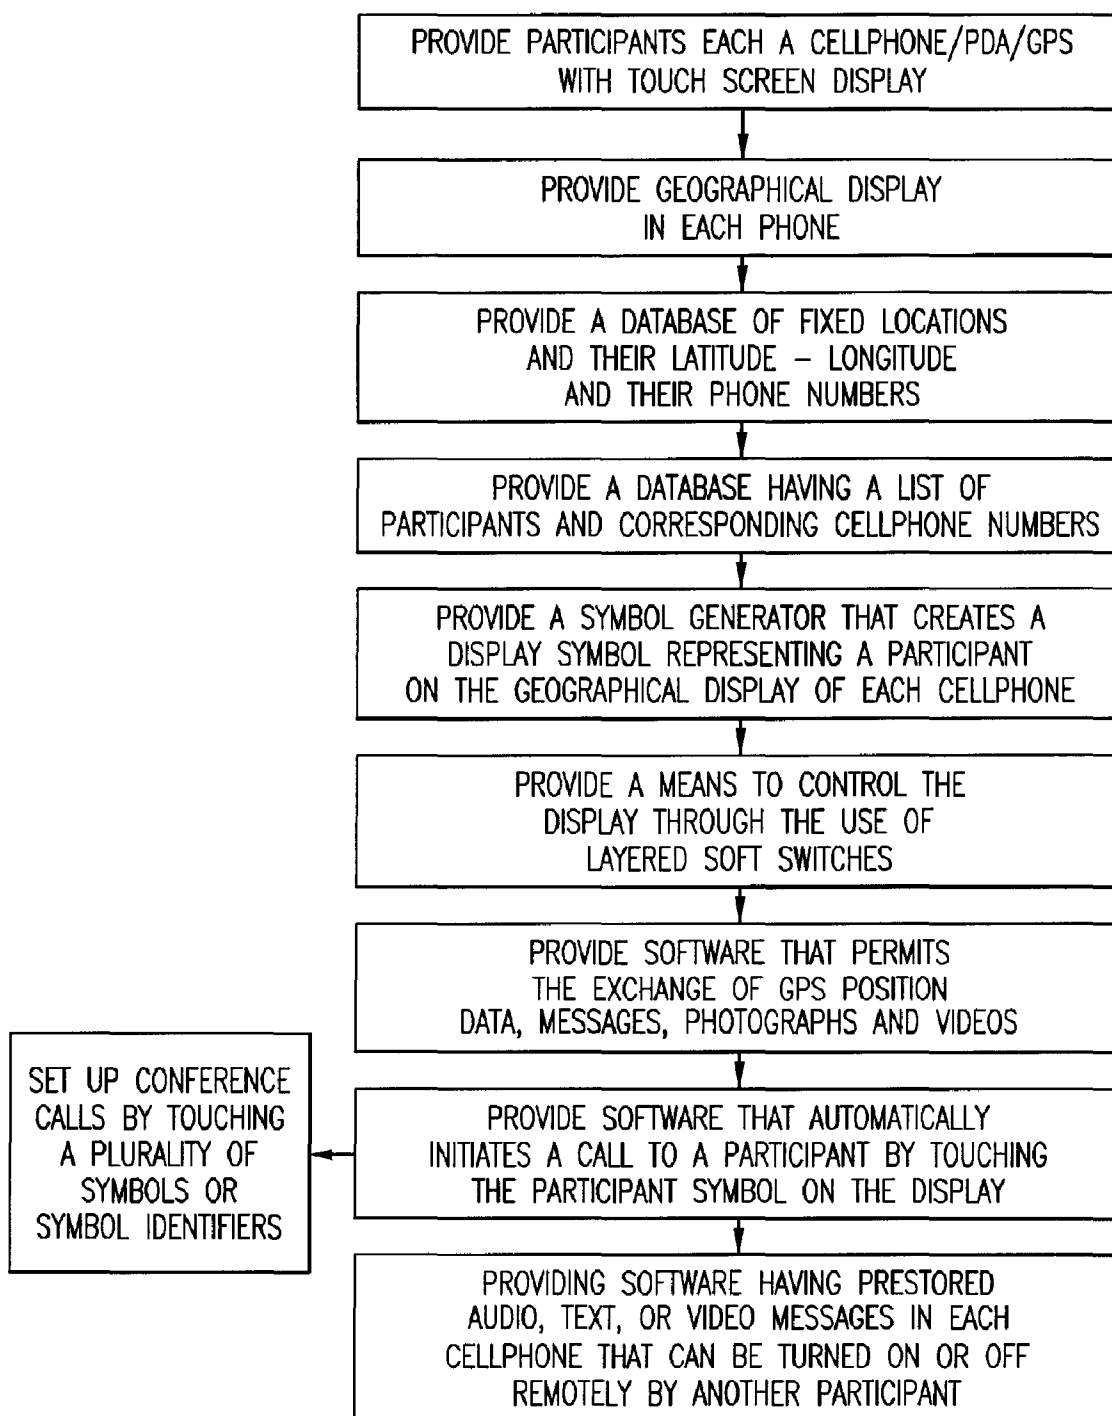 PROVIDE PARTICIPANTS EACH A CELLPHONE/PDA/GPS
WITH TOUCH SCREEN DISPLAY
PROVIDE GEOGRAPHICAL DISPLAY
IN EACH PHONE
PROVIDE A DATABASE OF FIXED LOCATIONS
AND THEIR LATITUDE – LONGITUDE
AND THEIR PHONE NUMBERS
PROVIDE A DATABASE HAVING A LIST OF
PARTICIPANTS AND CORRESPONDING CELLPHONE NUMBERS
PROVIDE A SYMBOL GENERATOR THAT CREATES A
DISPLAY SYMBOL REPRESENTING A PARTICIPANT
ON THE GEOGRAPHICAL DISPLAY OF EACH CELLPHONE
PROVIDE A MEANS TO CONTROL THE
DISPLAY THROUGH THE USE OF
LAYERED SOFT SWITCHES
PROVIDE SOFTWARE THAT PERMITS
THE EXCHANGE OF GPS POSITION
DATA, MESSAGES, PHOTOGRAPHS AND VIDEOS
PROVIDE SOFTWARE THAT AUTOMATICALLY
INITIATES A CALL TO A PARTICIPANT BY TOUCHING
THE PARTICIPANT SYMBOL ON THE DISPLAY
SET UP CONFERENCE
CALLS BY TOUCHING
A PLURALITY OF
SYMBOLS OR
SYMBOL IDENTIFIERS
PROVIDING SOFTWARE HAVING PRESTORED
AUDIO, TEXT, OR VIDEO MESSAGES IN EACH
CELLPHONE THAT CAN BE TURNED ON OR OFF
REMOTELY BY ANOTHER PARTICIPANT